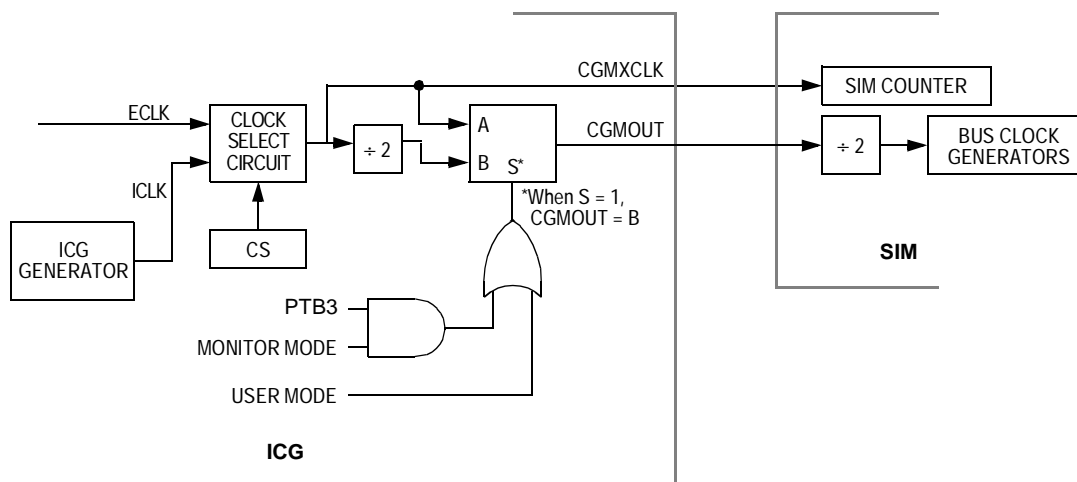 CGMXCLK
SIM COUNTER
ECLK
CLOCK
SELECT
CIRCUIT
÷ 2
A
B
S*
CGMOUT
÷ 2
BUS CLOCK
GENERATORS
ICLK
*When S = 1,
CGMOUT = B
ICG
GENERATOR
CS
SIM
PTB3
MONITOR MODE
USER MODE
ICG